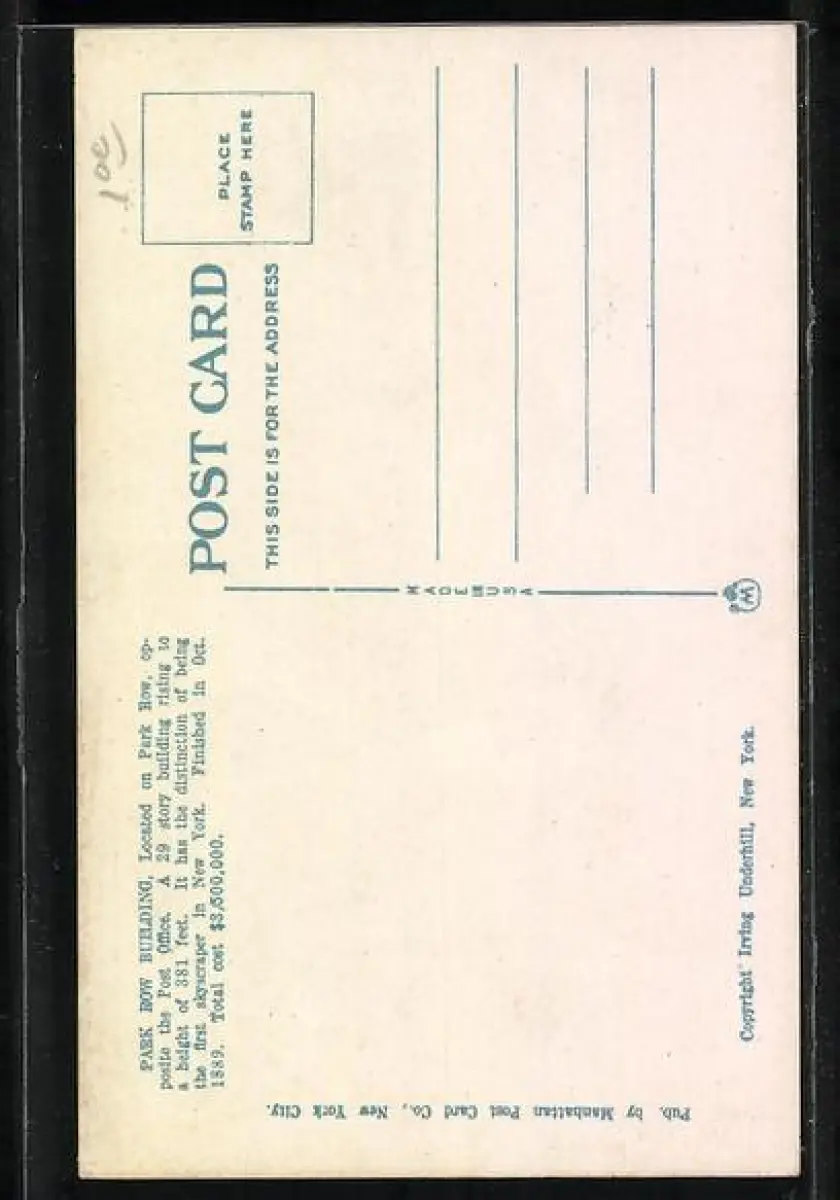 PARK ROW BUILDING, Located on Park Row, op-
posite the Post Office. A 29 story building rising to
a height of 381 feet. It has the distinction of being
the first skyscraper in New York. Finished in Oct.
1889. Total cost $3,500,000.
POST CARD
THIS SIDE IS FOR THE ADDRESS
PLACE
STAMP HERE
1 00
MADE IN USA
W
Copyright Irving Underhill, New York.
Pub. by Manhattan Post Card Co., New York City.